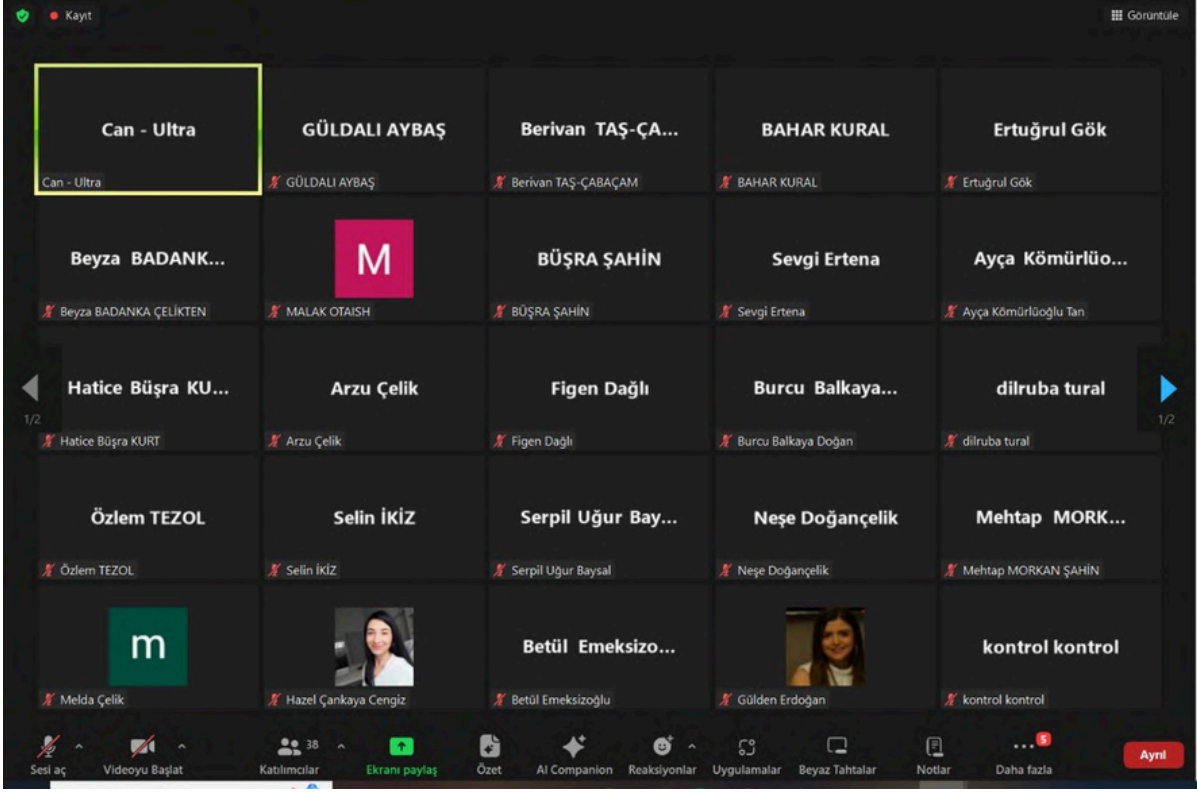 Kayıt
Görüntüle
Can - Ultra
Can - Ultra
GÜLDALI AYBAŞ
GÜLDALI AYBAŞ
Berivan TAŞ-ÇA...
Berivan TAŞ-ÇABAÇAM
BAHAR KURAL
BAHAR KURAL
Ertuğrul Gök
Ertuğrul Gök
Beyza BADANK...
Beyza BADANKA ÇELİKTEN
M
MALAK OTAISH
BÜŞRA ŞAHİN
BÜŞRA ŞAHİN
Sevgi Ertena
Sevgi Ertena
Ayça Kömürlüo...
Ayça Kömürlüoğlu Tan
1/2
Hatice Büşra KU...
Hatice Büşra KURT
Arzu Çelik
Arzu Çelik
Figen Dağlı
Figen Dağlı
Burcu Balkaya...
Burcu Balkaya Doğan
dilruba tural
dilruba tural
1/2
Özlem TEZOL
Özlem TEZOL
Selin İKİZ
Selin İKİZ
Serpil Uğur Bay...
Serpil Uğur Baysal
Neşe Doğançelik
Neşe Doğançelik
Mehtap MORK...
Mehtap MORKAN ŞAHİN
m
Melda Çelik
Hazel Çankaya Cengiz
Betül Emeksizo...
Betül Emeksizoğlu
Gülden Erdoğan
kontrol kontrol
kontrol kontrol
Sesi aç
Videoyu Başlat
38
Katılımcılar
Ekranı paylaş
Özet
AI Companion
Reaksiyonlar
Uygulamalar
Beyaz Tahtalar
Notlar
5
Daha fazla
Ayrıl